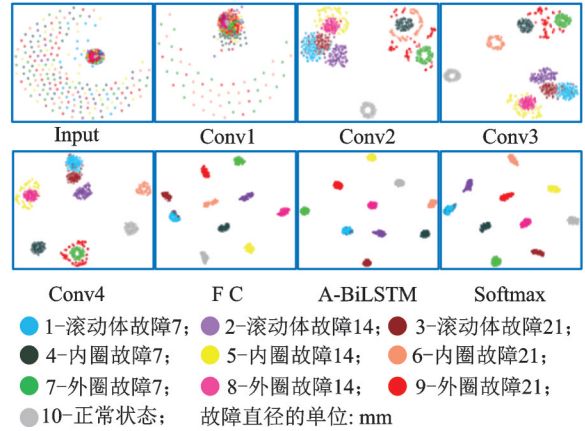 Input Conv1 Conv2 Conv3
Conv4 F C A-BiLSTM Softmax
1-滚动体故障7; 2-滚动体故障14; 3-滚动体故障21;
4-内圈故障7; 5-内圈故障14; 6-内圈故障21;
7-外圈故障7; 8-外圈故障14; 9-外圈故障21;
10-正常状态; 故障直径的单位: mm